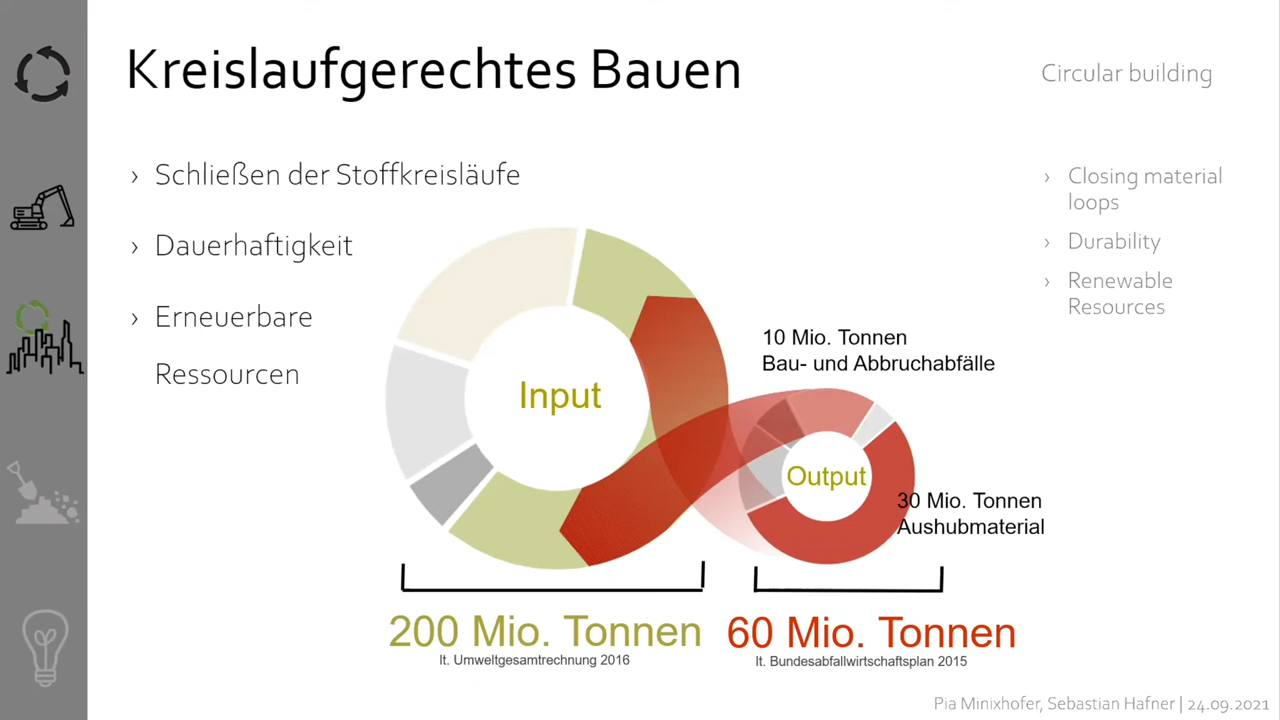 Kreislaufgerechtes Bauen
Circular building
› Schließen der Stoffkreisläufe
› Dauerhaftigkeit
› Erneuerbare
Ressourcen
› Closing material
loops
› Durability
› Renewable
Resources
Input
10 Mio. Tonnen
Bau- und Abbruchabfälle
Output
30 Mio. Tonnen
Aushubmaterial
200 Mio. Tonnen
lt. Umweltgesamtrechnung 2016
60 Mio. Tonnen
lt. Bundesabfallwirtschaftsplan 2015
Pia Minixhofer, Sebastian Hafner | 24.09.2021